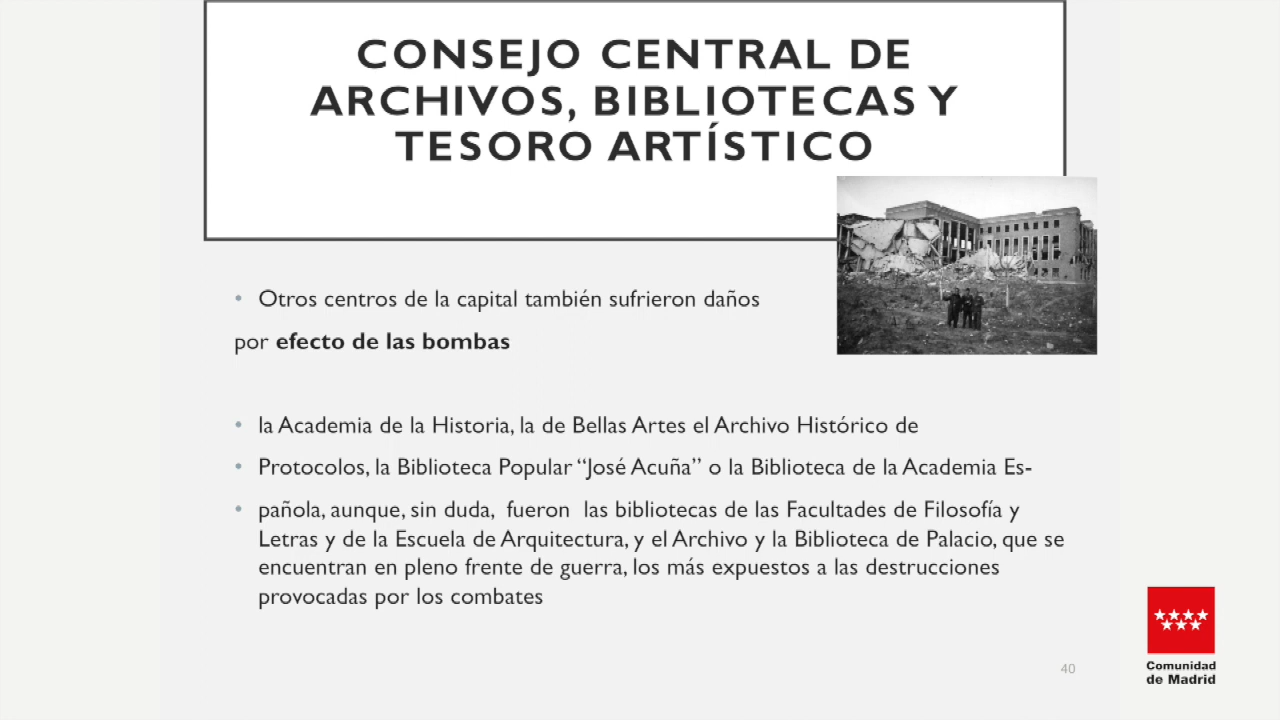 CONSEJO CENTRAL DE
ARCHIVOS, BIBLIOTECAS Y
TESORO ARTÍSTICO
• Otros centros de la capital también sufrieron daños
por efecto de las bombas
• la Academia de la Historia, la de Bellas Artes el Archivo Histórico de
• Protocolos, la Biblioteca Popular “José Acuña” o la Biblioteca de la Academia Es-
• pañola, aunque, sin duda, fueron las bibliotecas de las Facultades de Filosofía y
Letras y de la Escuela de Arquitectura, y el Archivo y la Biblioteca de Palacio, que se
encuentran en pleno frente de guerra, los más expuestos a las destrucciones
provocadas por los combates
40
Comunidad
de Madrid